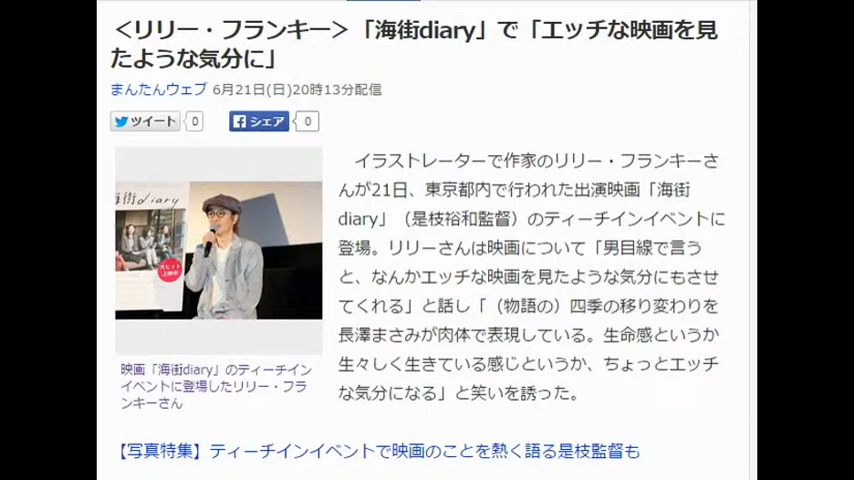 ＜リリー・フランキー＞「海街diary」で「エッチな映画を見
たような気分に」
まんたんウェブ 6月21日(日)20時13分配信
ツイート 0 シェア 0
イラストレーターで作家のリリー・フランキーさ
んが21日、東京都内で行われた出演映画「海街
diary」（是枝裕和監督）のティーチインイベントに
登場。リリーさんは映画について「男目線で言う
と、なんかエッチな映画を見たような気分にもさせ
てくれる」と話し「（物語の）四季の移り変わりを
長澤まさみが肉体で表現している。生命感というか
生々しく生きている感じというか、ちょっとエッチ
な気分になる」と笑いを誘った。
海街diary
大ヒット
上映中
映画「海街diary」のティーチイン
イベントに登場したリリー・フラ
ンキーさん
【写真特集】ティーチインイベントで映画のことを熱く語る是枝監督も